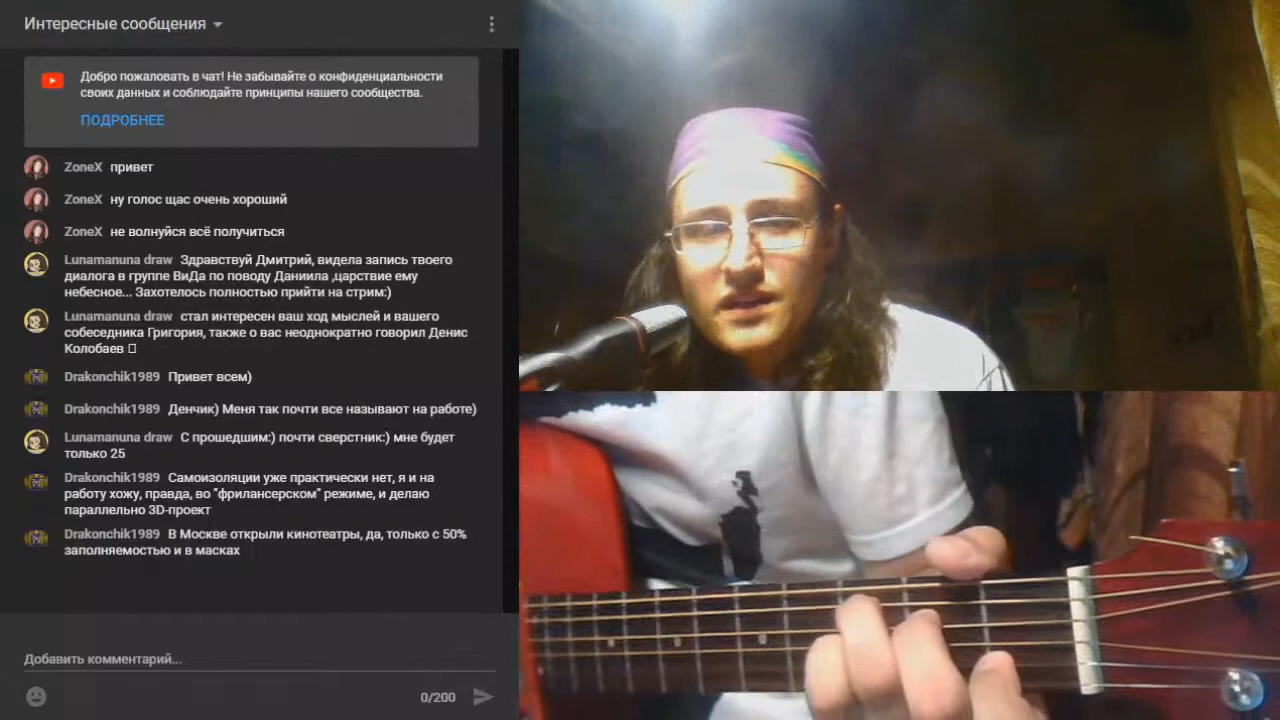 Интересные сообщения
Добро пожаловать в чат! Не забывайте о конфиденциальности
своих данных и соблюдайте принципы нашего сообщества.
ПОДРОБНЕЕ
ZoneX привет
ZoneX ну голос щас очень хороший
ZoneX не волнуйся всё получиться
Lunamanuna draw Здравствуй Дмитрий, видела запись твоего
диалога в группе ВиДа по поводу Даниила ,царствие ему
небесное... Захотелось полностью прийти на стрим:)
Lunamanuna draw стал интересен ваш ход мыслей и вашего
собеседника Григория, также о вас неоднократно говорил Денис
Колобаев
Drakonchik1989 Привет всем)
Drakonchik1989 Денчик) Меня так почти все называют на работе)
Lunamanuna draw С прошедшим:) почти сверстник:) мне будет
только 25
Drakonchik1989 Самоизоляции уже практически нет, я и на
работу хожу, правда, во "фрилансерском" режиме, и делаю
параллельно 3D-проект
Drakonchik1989 В Москве открыли кинотеатры, да, только с 50%
заполняемостью и в масках
Добавить комментарий...
0/200